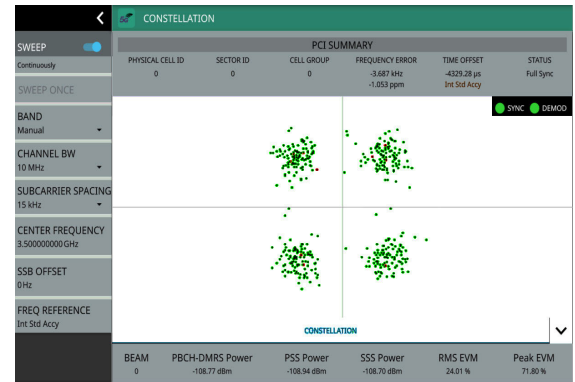 CONSTELLATION
SWEEP
Continuously
SWEEP ONCE
BAND
Manual
CHANNEL BW
10 MHz
SUBCARRIER SPACING
15 kHz
CENTER FREQUENCY
3.500000000 GHz
SSB OFFSET
0 Hz
FREQ REFERENCE
Int Std Accy
PCI SUMMARY
PHYSICAL CELL ID SECTOR ID CELL GROUP FREQUENCY ERROR TIME OFFSET STATUS
0 0 0 -3.687 kHz -4329.28 µs Full Sync
-1.053 ppm Int Std Accy
SYNC DEMOD
CONSTELLATION
BEAM PBCH-DMRS Power PSS Power SSS Power RMS EVM Peak EVM
0 -108.77 dBm -108.94 dBm -108.70 dBm 24.01 % 71.80 %